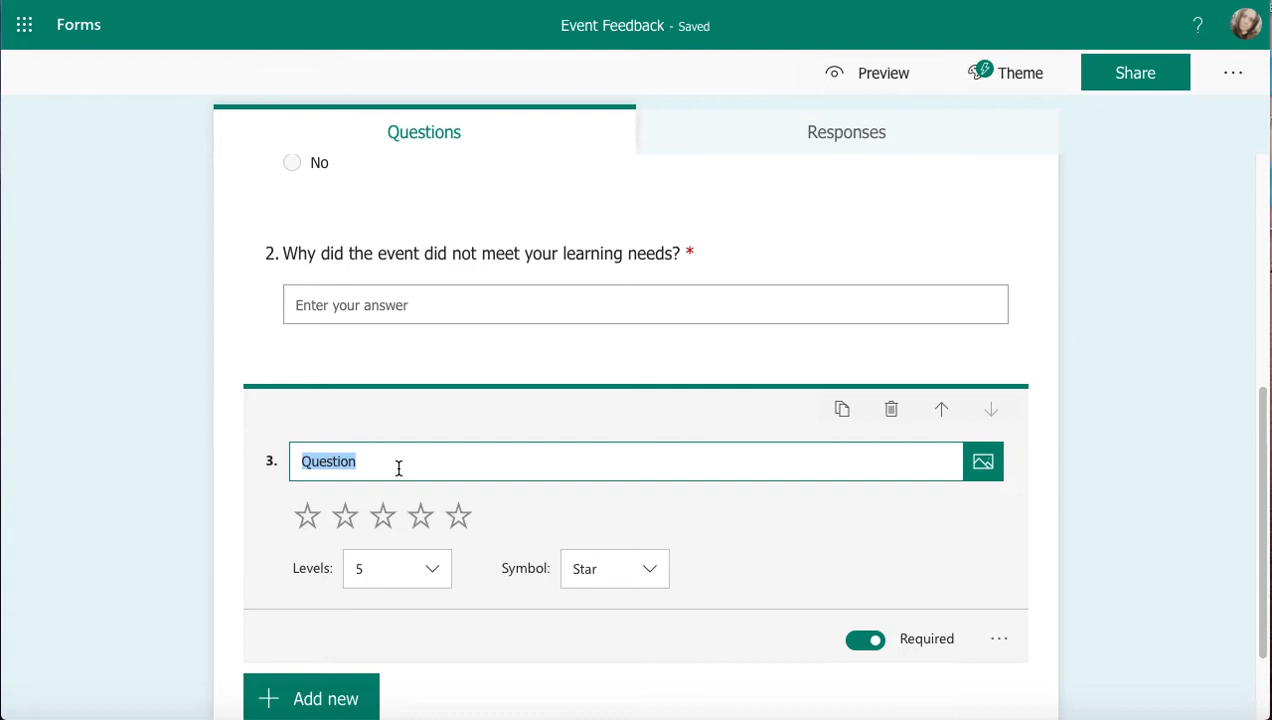 Forms
Event Feedback - Saved
?
Preview
Theme
Share
...
Questions
Responses
No
2. Why did the event did not meet your learning needs? *
Enter your answer
3.
Question
Levels:
5
Symbol:
Star
Required
...
Add new